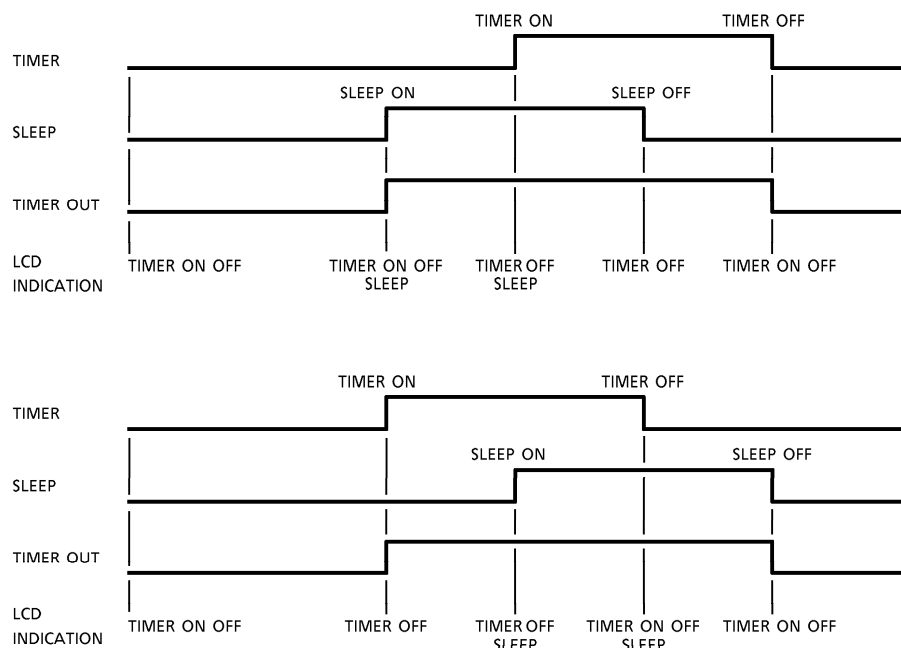 TIMER ON TIMER OFF
TIMER
SLEEP ON SLEEP OFF
SLEEP
TIMER OUT
LCD
INDICATION
TIMER ON OFF TIMER ON OFF TIMER OFF TIMER OFF TIMER ON OFF
SLEEP SLEEP
TIMER ON TIMER OFF
TIMER
SLEEP ON SLEEP OFF
SLEEP
TIMER OUT
LCD
INDICATION
TIMER ON OFF TIMER OFF TIMER OFF TIMER ON OFF TIMER ON OFF
SLEEP SLEEP